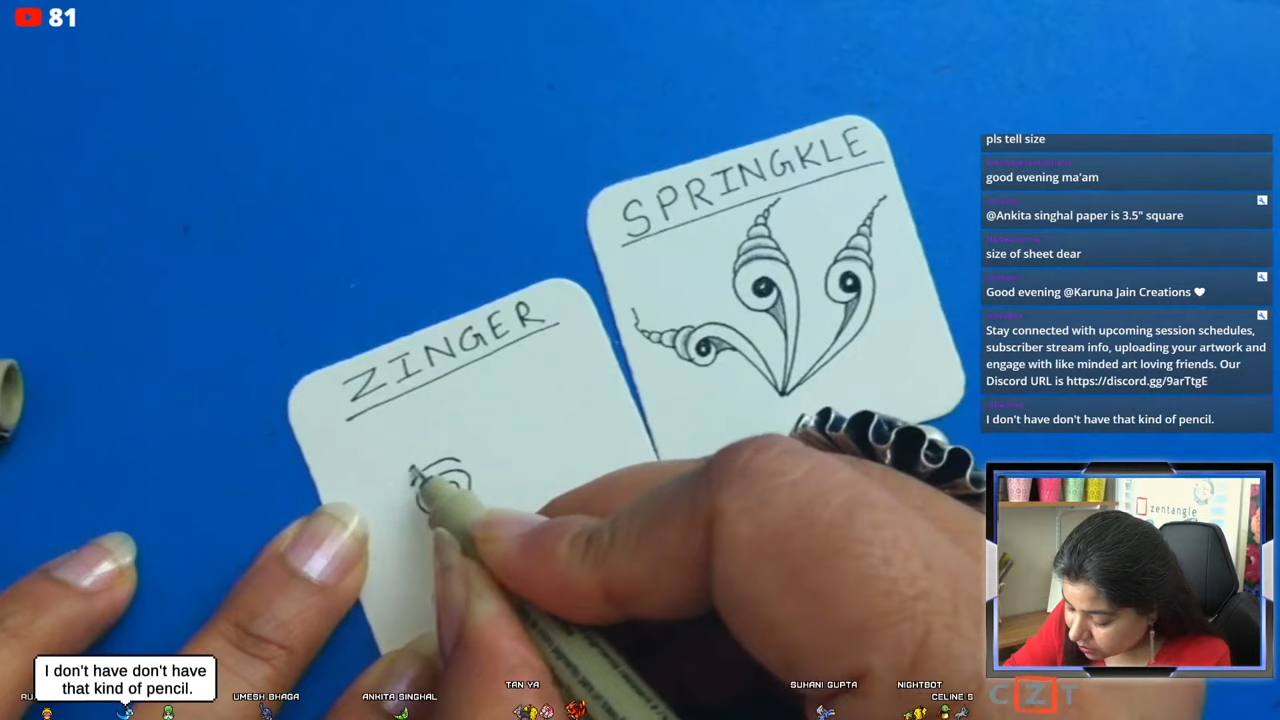 81
SPRINGKLE
ZINGER
pls tell size
good evening ma'am
@Ankita singhal paper is 3.5" square
size of sheet dear
Good evening @Karuna Jain Creations
Stay connected with upcoming session schedules,
subscriber stream info, uploading your artwork and
engage with like minded art loving friends. Our
Discord URL is https://discord.gg/9arTtgE
I don't have don't have that kind of pencil.
zentangle
I don't have don't have
that kind of pencil.
UMESH BHAGA
ANKITA SINGHAL
TAN YA
SUHANI GUPTA
NIGHTBOT
CELINE S
CZT